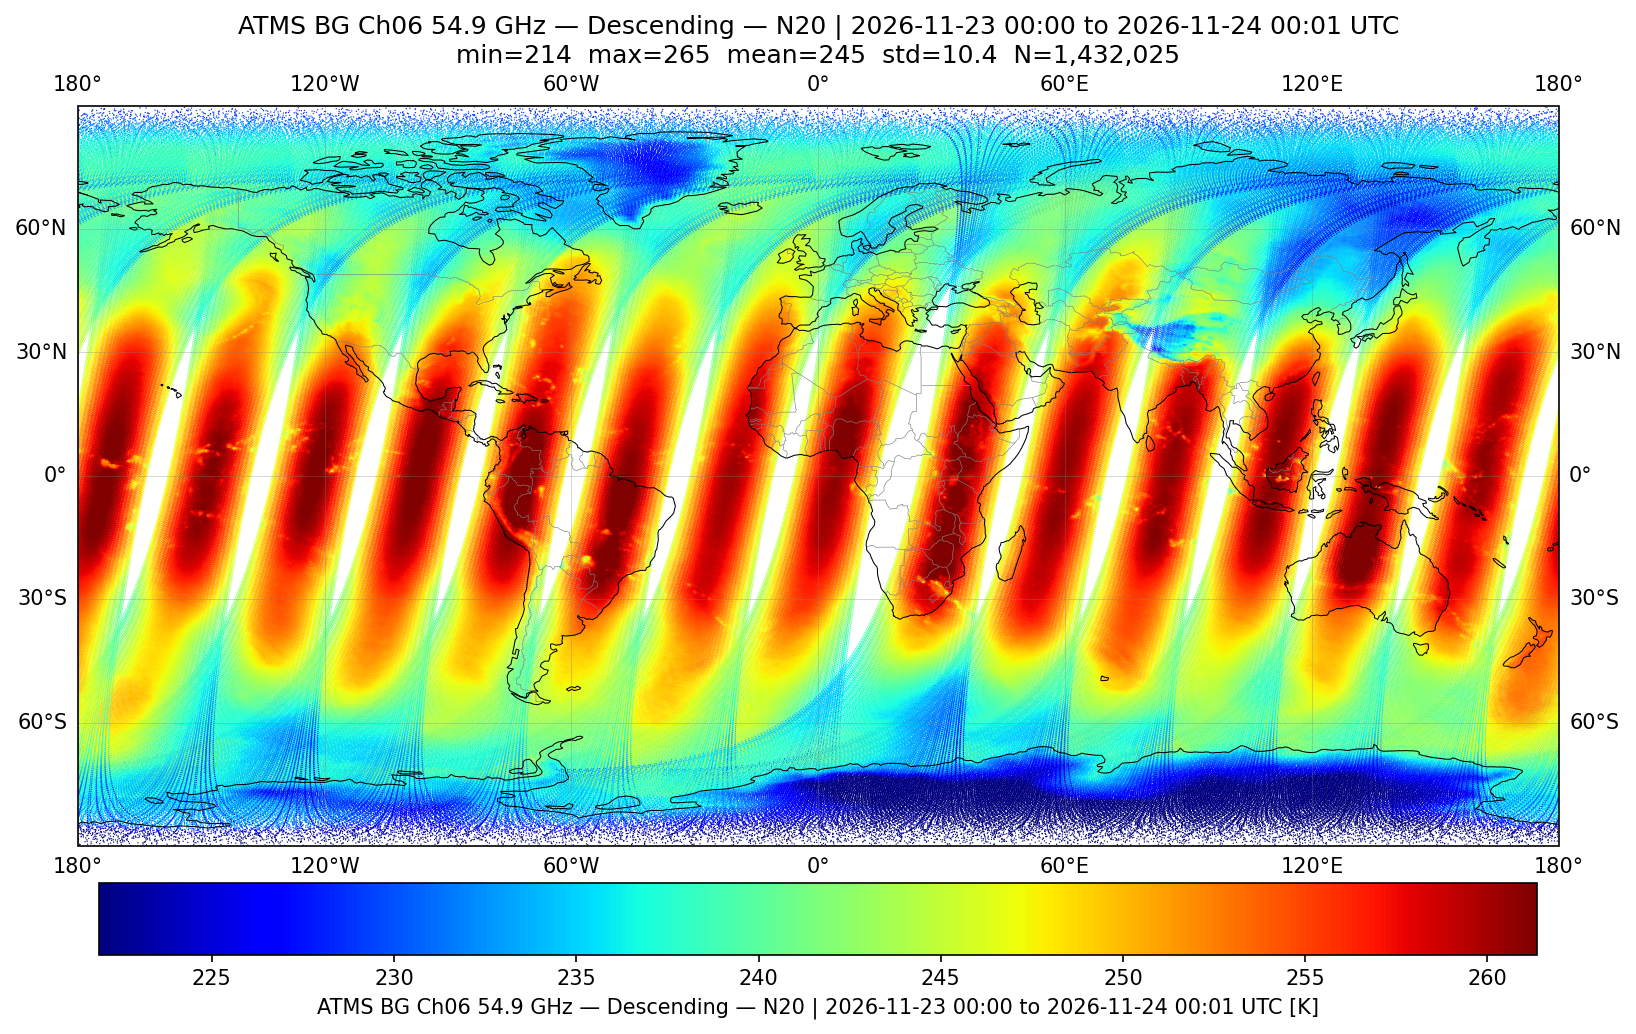 ATMS BG Ch06 54.9 GHz — Descending — N20 | 2026-11-23 00:00 to 2026-11-24 00:01 UTC
min=214  max=265  mean=245  std=10.4  N=1,432,025
180° 120°W 60°W 0° 60°E 120°E 180°
60°N 60°N
30°N 30°N
0° 0°
30°S 30°S
60°S 60°S
180° 120°W 60°W 0° 60°E 120°E 180°
225 230 235 240 245 250 255 260
ATMS BG Ch06 54.9 GHz — Descending — N20 | 2026-11-23 00:00 to 2026-11-24 00:01 UTC [K]